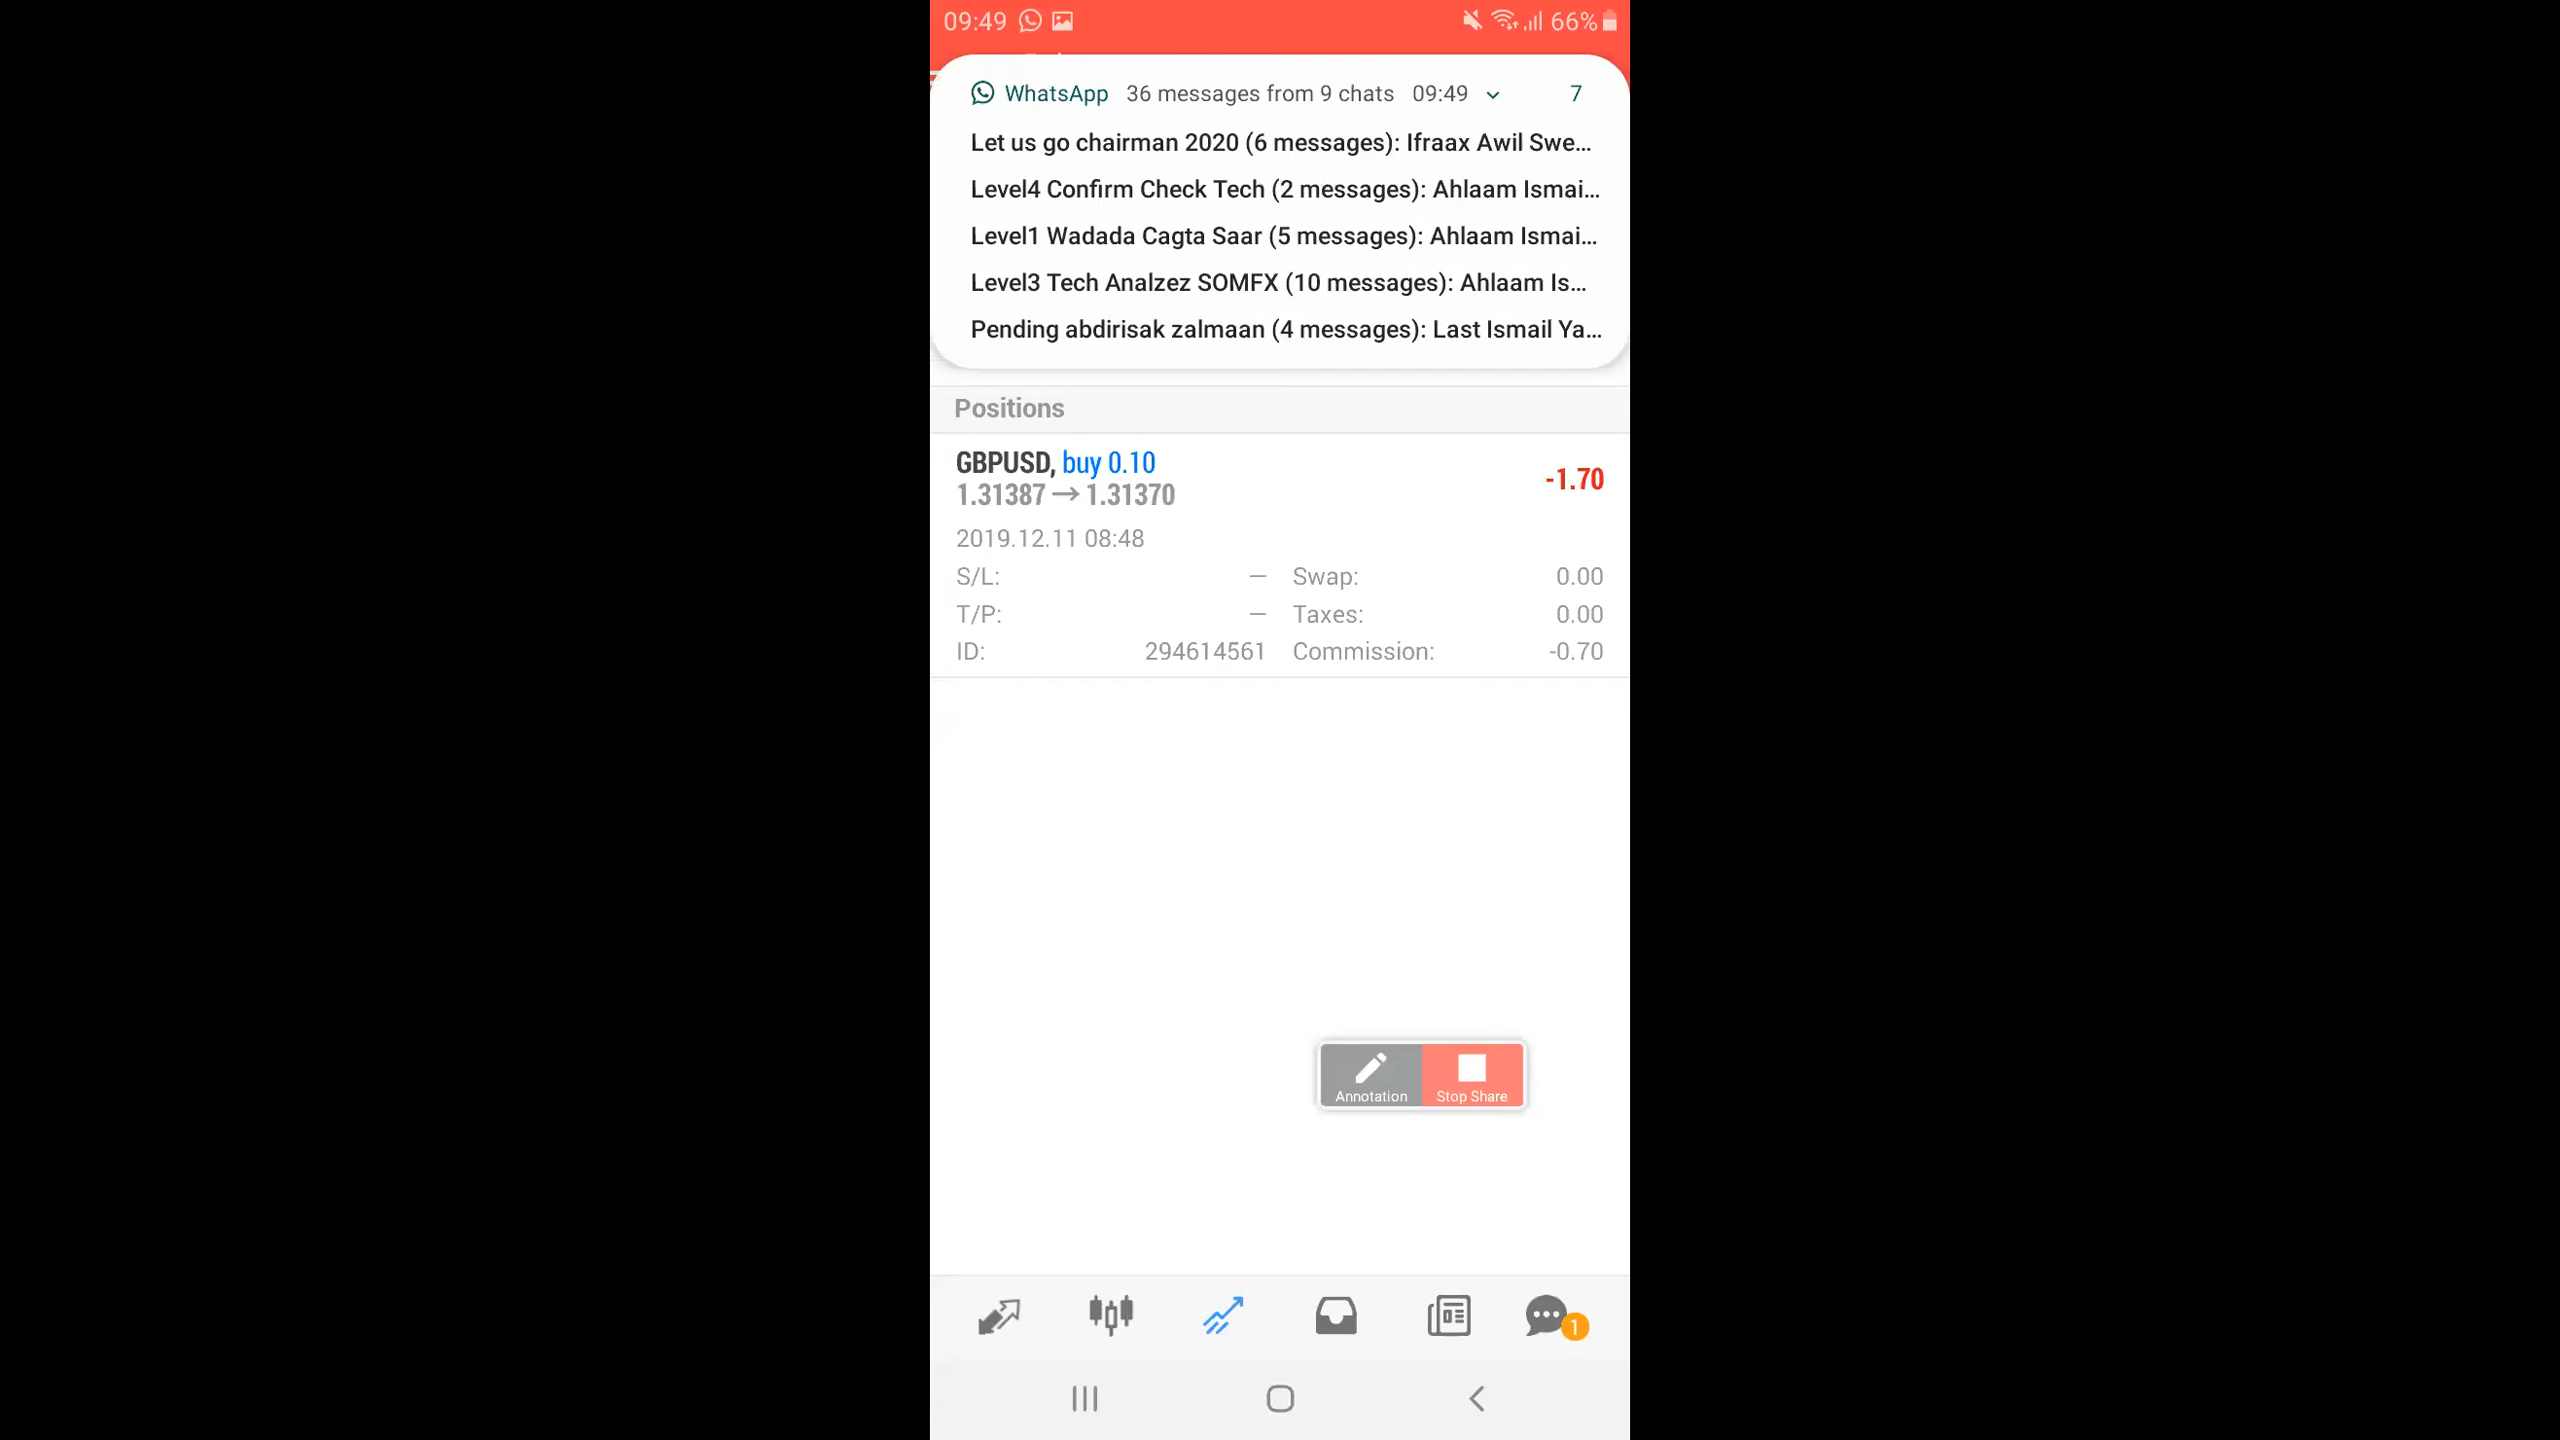 09:49 66%
WhatsApp 36 messages from 9 chats 09:49 7
Let us go chairman 2020 (6 messages): Ifraax Awil Swe...
Level4 Confirm Check Tech (2 messages): Ahlaam Ismai...
Level1 Wadada Cagta Saar (5 messages): Ahlaam Ismai...
Level3 Tech Analzez SOMFX (10 messages): Ahlaam Is...
Pending abdirisak zalmaan (4 messages): Last Ismail Ya...
Positions
GBPUSD, buy 0.10
-1.70
1.31387 → 1.31370
2019.12.11 08:48
S/L: — Swap: 0.00
T/P: — Taxes: 0.00
ID: 294614561 Commission: -0.70
Annotation Stop Share
1